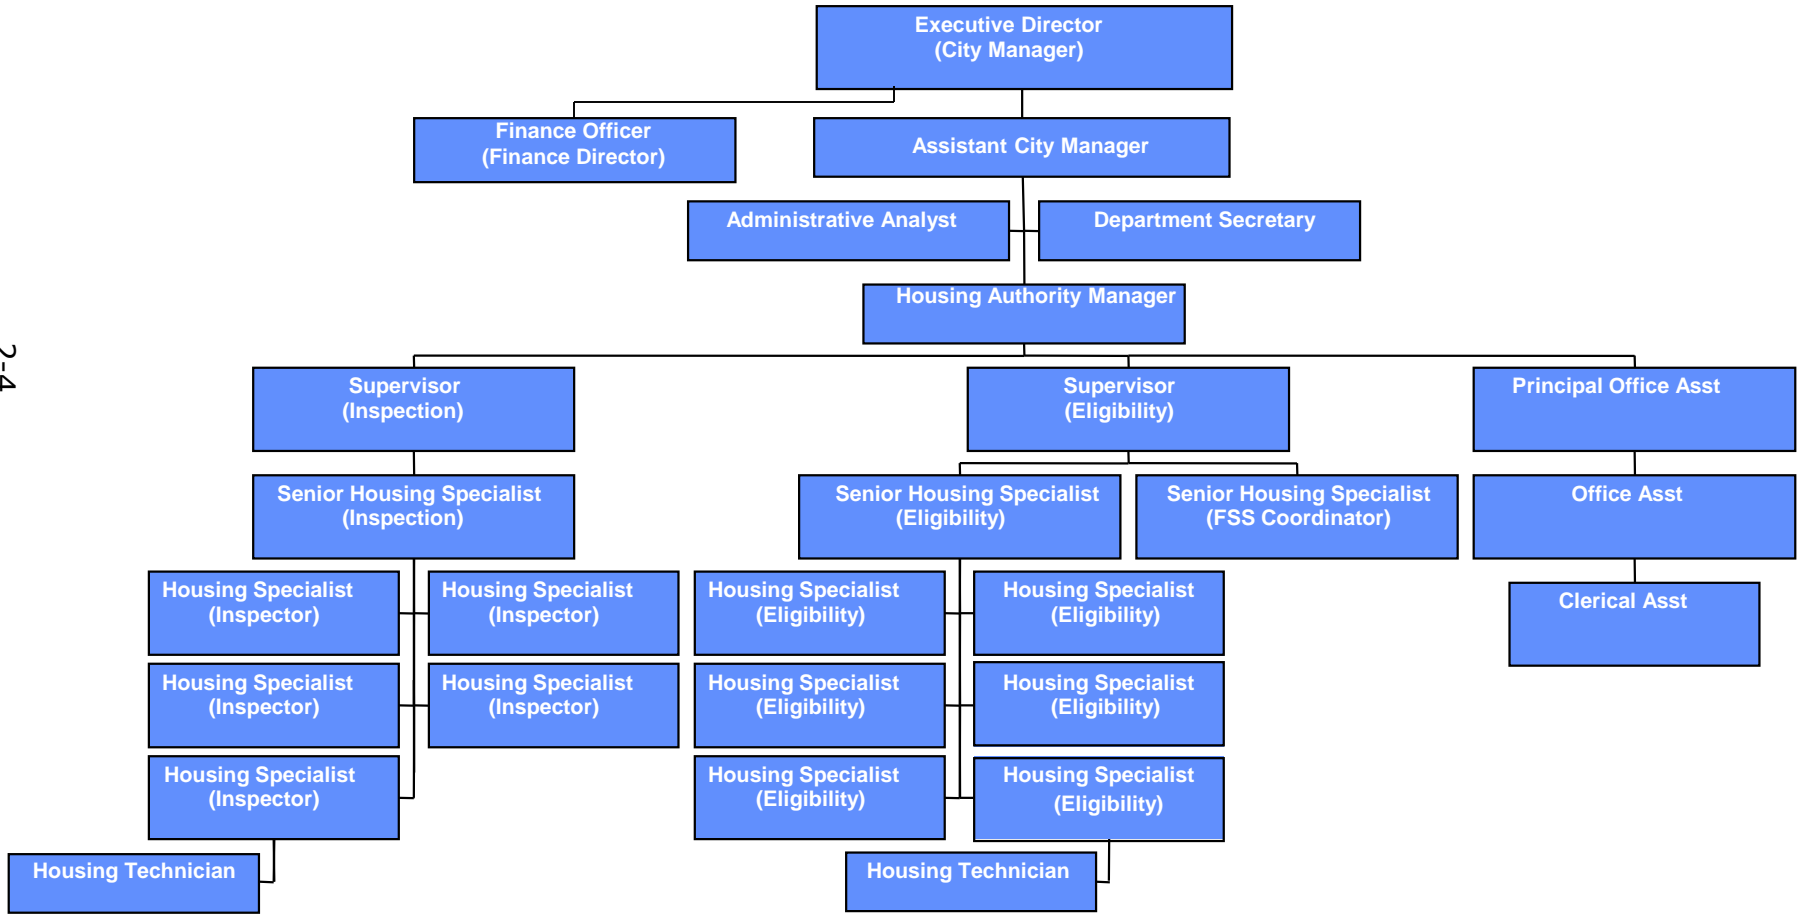 Executive Director
(City Manager)
Finance Officer
(Finance Director)
Assistant City Manager
Administrative Analyst
Department Secretary
Housing Authority Manager
2-4
Supervisor
(Inspection)
Supervisor
(Eligibility)
Principal Office Asst
Senior Housing Specialist
(Inspection)
Senior Housing Specialist
(Eligibility)
Senior Housing Specialist
(FSS Coordinator)
Office Asst
Housing Specialist
(Inspector)
Housing Specialist
(Inspector)
Housing Specialist
(Eligibility)
Housing Specialist
(Eligibility)
Clerical Asst
Housing Specialist
(Inspector)
Housing Specialist
(Inspector)
Housing Specialist
(Eligibility)
Housing Specialist
(Eligibility)
Housing Specialist
(Inspector)
Housing Specialist
(Eligibility)
Housing Specialist
(Eligibility)
Housing Technician
Housing Technician